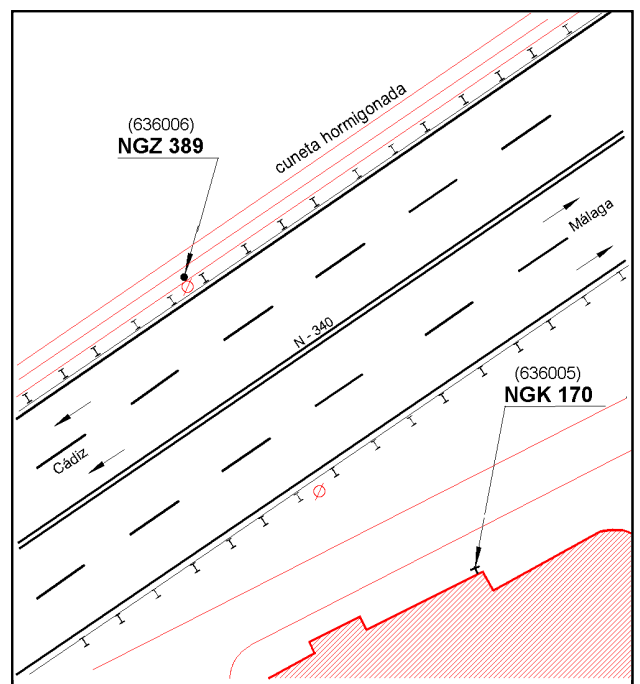 (636006)
NGZ 389
cuneta hormigonada
Málaga
N - 340
(636005)
NGK 170
Cádiz